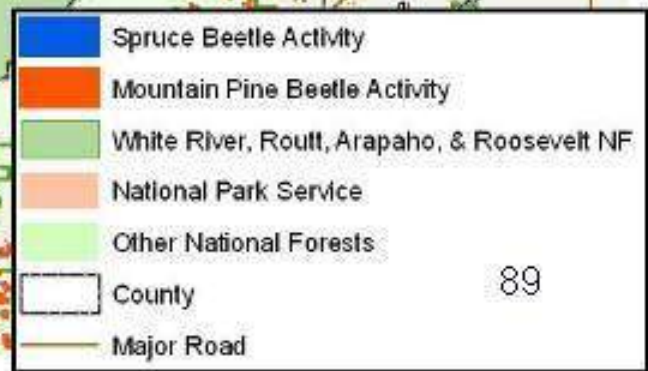 Spruce Beetle Activity
Mountain Pine Beetle Activity
White River, Routt, Arapaho, & Roosevelt NF
National Park Service
Other National Forests
County
89
Major Road